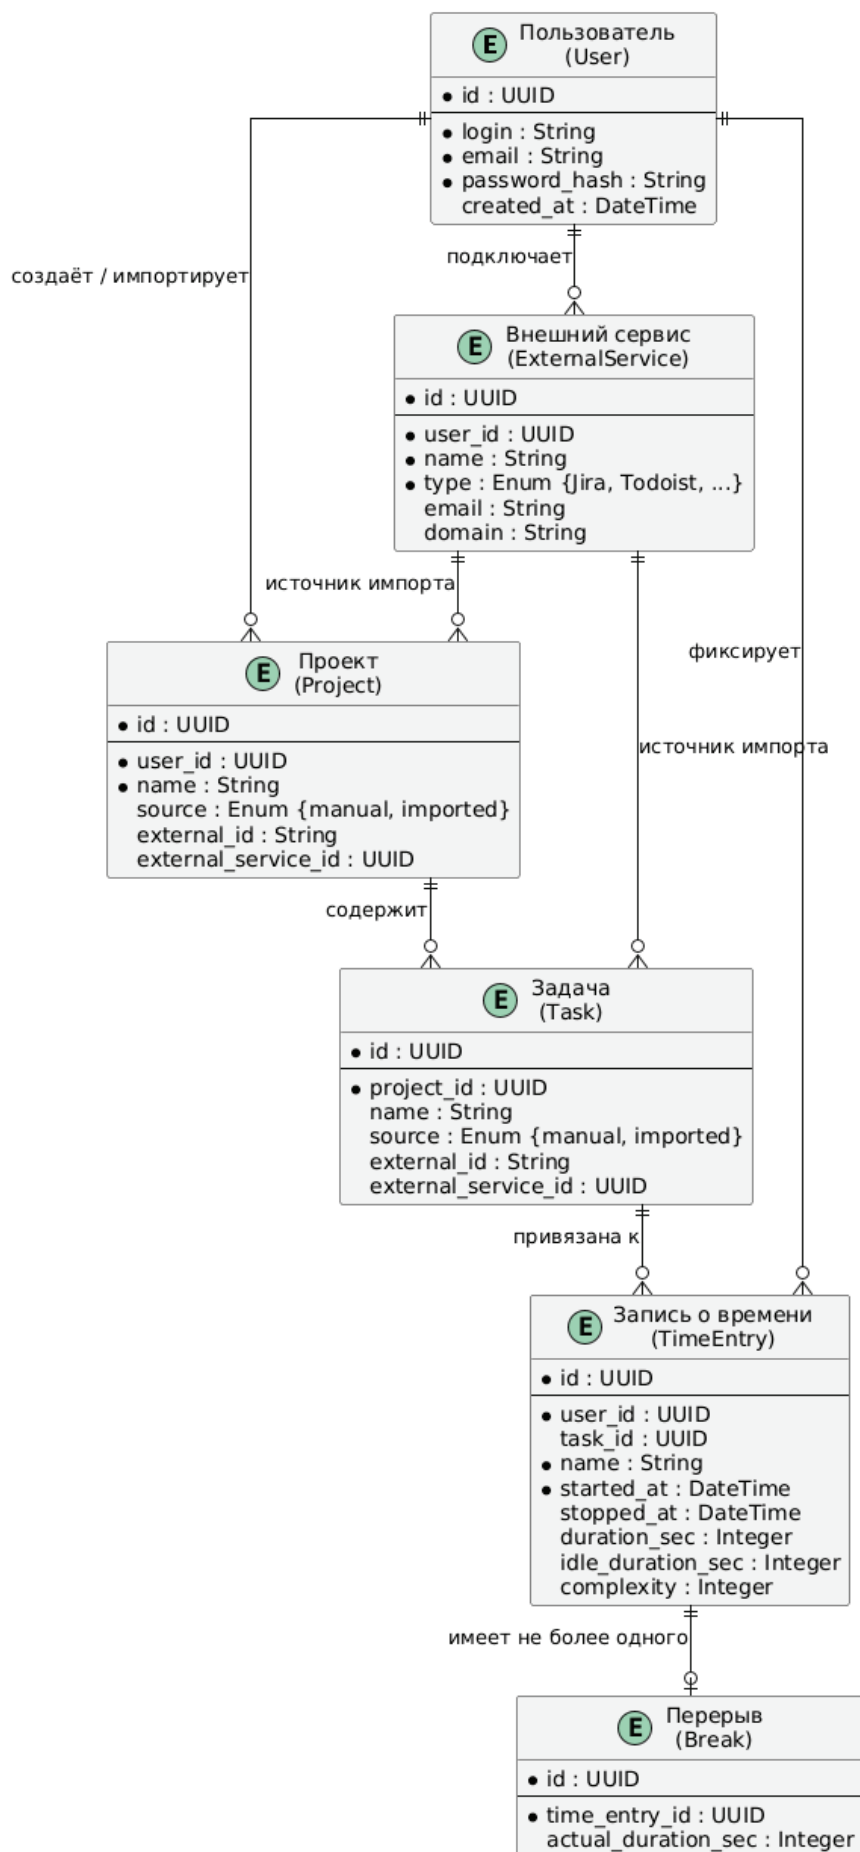 E
Пользователь
(User)
id : UUID
login : String
email : String
password_hash : String
created_at : DateTime
подключает
создаёт / импортирует
E
Внешний сервис
(ExternalService)
id : UUID
user_id : UUID
name : String
type : Enum {Jira, Todoist, ...}
email : String
domain : String
источник импорта
фиксирует
E
Проект
(Project)
id : UUID
user_id : UUID
name : String
source : Enum {manual, imported}
external_id : String
external_service_id : UUID
источник импорта
содержит
E
Задача
(Task)
id : UUID
project_id : UUID
name : String
source : Enum {manual, imported}
external_id : String
external_service_id : UUID
привязана к
E
Запись о времени
(TimeEntry)
id : UUID
user_id : UUID
task_id : UUID
name : String
started_at : DateTime
stopped_at : DateTime
duration_sec : Integer
idle_duration_sec : Integer
complexity : Integer
имеет не более одного
E
Перерыв
(Break)
id : UUID
time_entry_id : UUID
actual_duration_sec : Integer